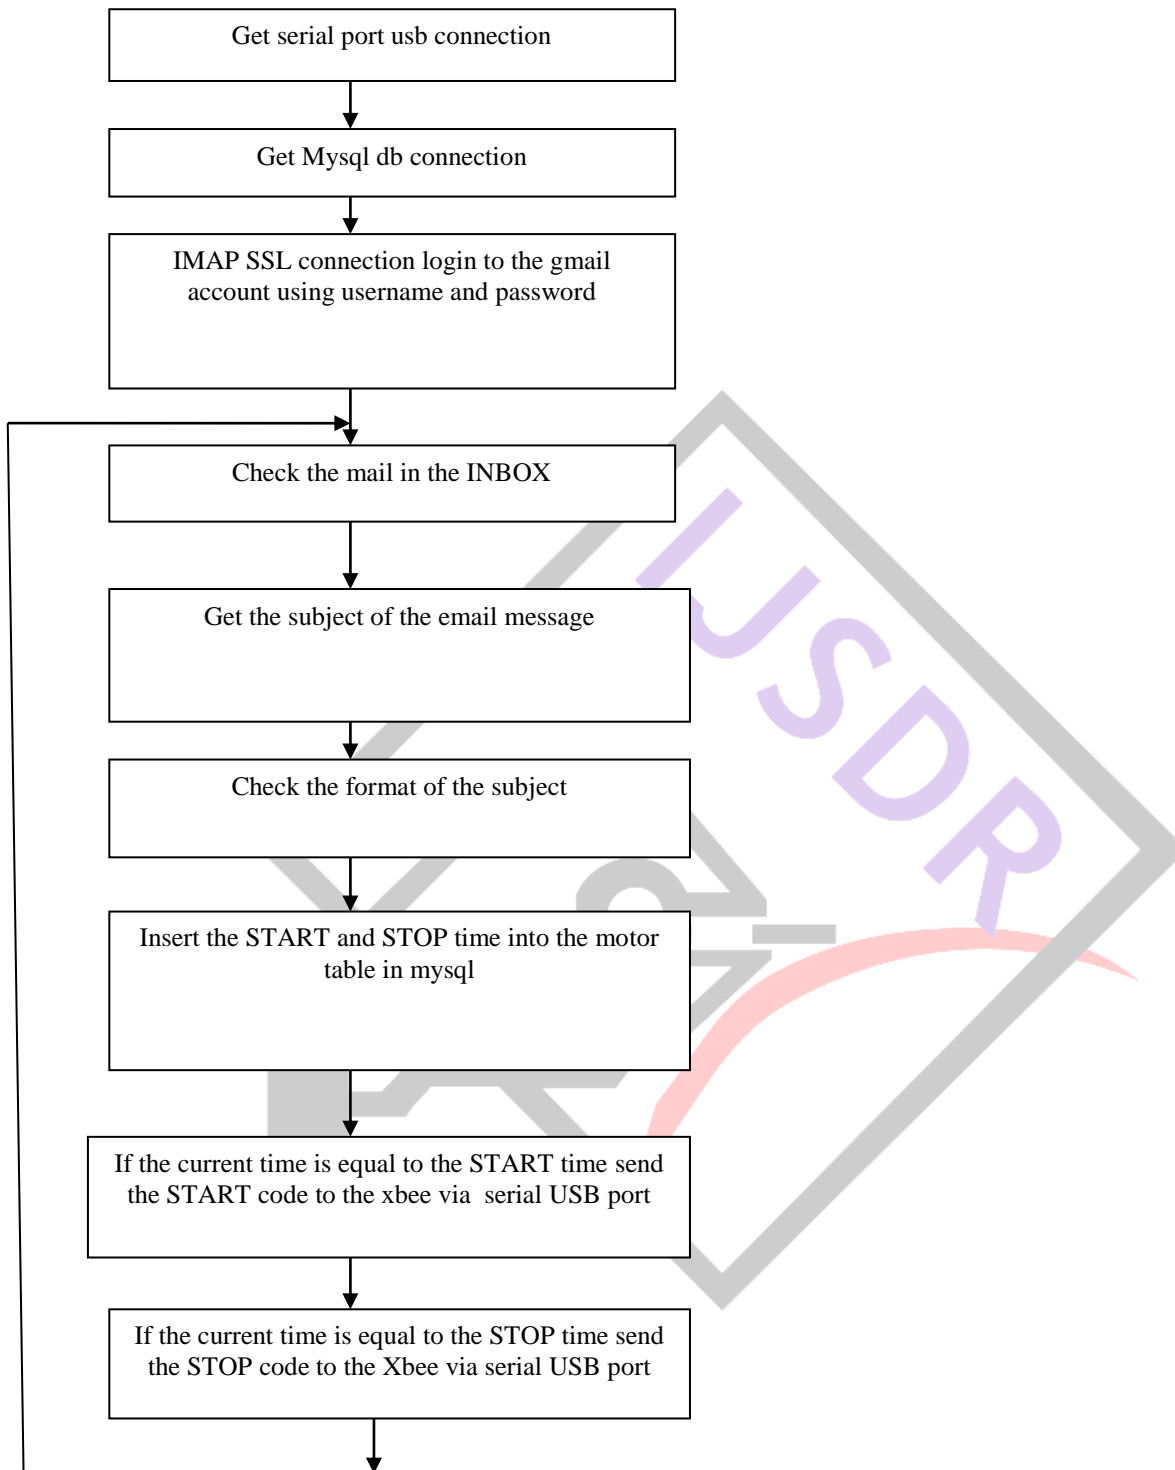 Get serial port usb connection
Get Mysql db connection
IMAP SSL connection login to the gmail
account using username and password
Check the mail in the INBOX
Get the subject of the email message
Check the format of the subject
Insert the START and STOP time into the motor
table in mysql
If the current time is equal to the START time send
the START code to the xbee via  serial USB port
If the current time is equal to the STOP time send
the STOP code to the Xbee via serial USB port
IJSDR